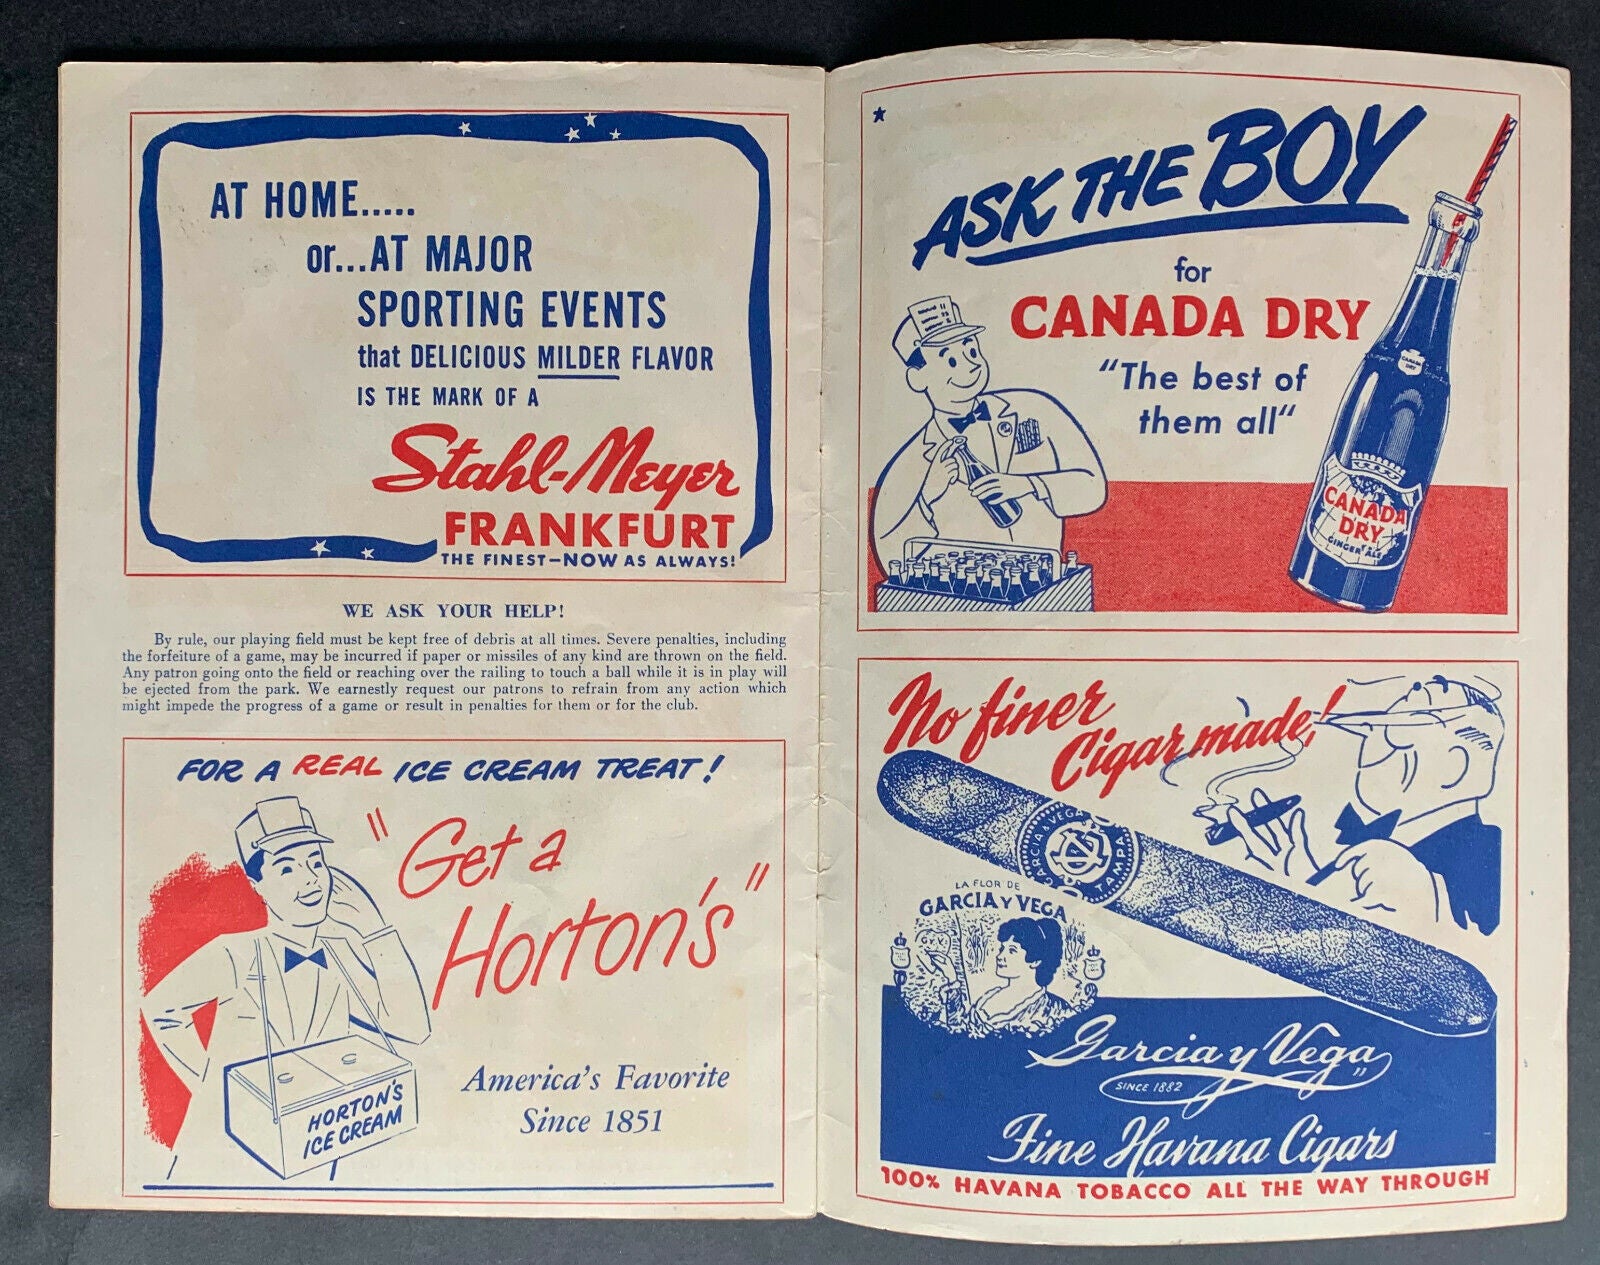 AT HOME.....
or...AT MAJOR
SPORTING EVENTS
that DELICIOUS MILDER FLAVOR
IS THE MARK OF A
Stahl-Meyer
FRANKFURT
THE FINEST—NOW AS ALWAYS!
WE ASK YOUR HELP!
By rule, our playing field must be kept free of debris at all times. Severe penalties, including
the forfeiture of a game, may be incurred if paper or missiles of any kind are thrown on the field.
Any patron going onto the field or reaching over the railing to touch a ball while it is in play will
be ejected from the park. We earnestly request our patrons to refrain from any action which
might impede the progress of a game or result in penalties for them or for the club.
FOR A REAL ICE CREAM TREAT!
"Get a
Horton's"
HORTON'S
ICE CREAM
America's Favorite
Since 1851
ASK THE BOY
for
CANADA DRY
"The best of
them all"
CANADA
DRY
CANADA
DRY
GINGER ALE
No finer
Cigar made!
GARCIA & VEGA
TAMPA
LA FLOR DE
GARCIA Y VEGA
Garcia y Vega
SINCE 1882
Fine Havana Cigars
100% HAVANA TOBACCO ALL THE WAY THROUGH